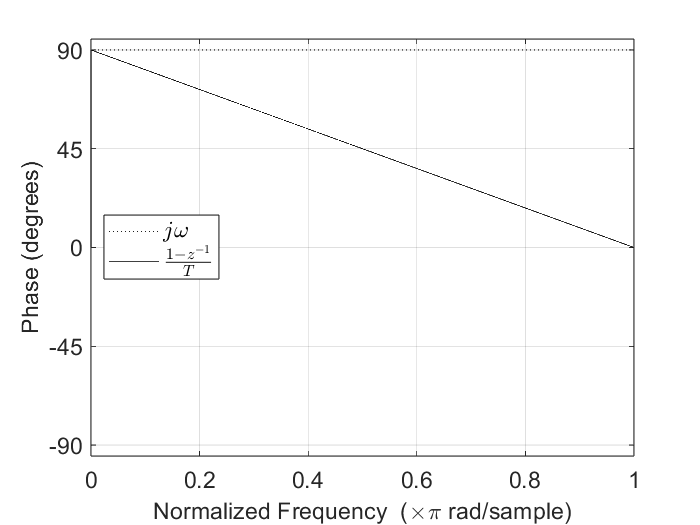 90
45
0
-45
-90
Phase (degrees)
jω
1−z⁻¹
T
0 0.2 0.4 0.6 0.8 1
Normalized Frequency (×π rad/sample)